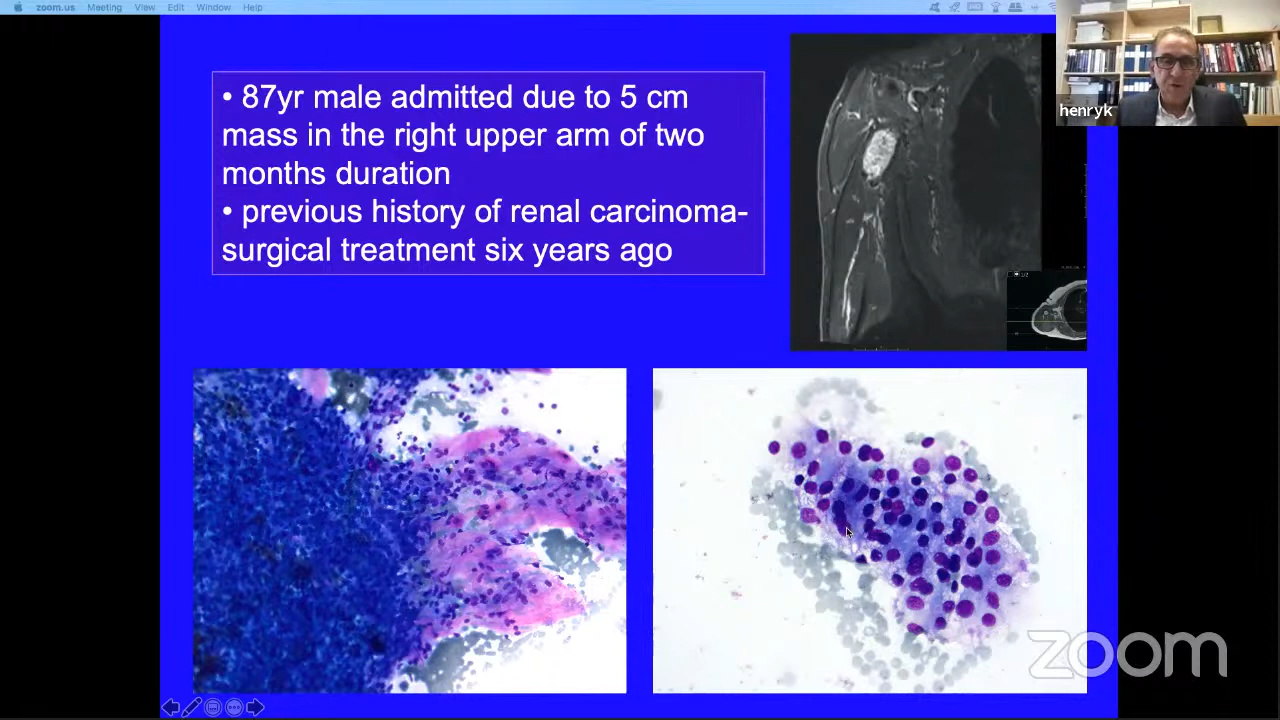 zoom.us Meeting View Edit Window Help
• 87yr male admitted due to 5 cm
mass in the right upper arm of two
months duration
• previous history of renal carcinoma-
surgical treatment six years ago
henryk
zoom